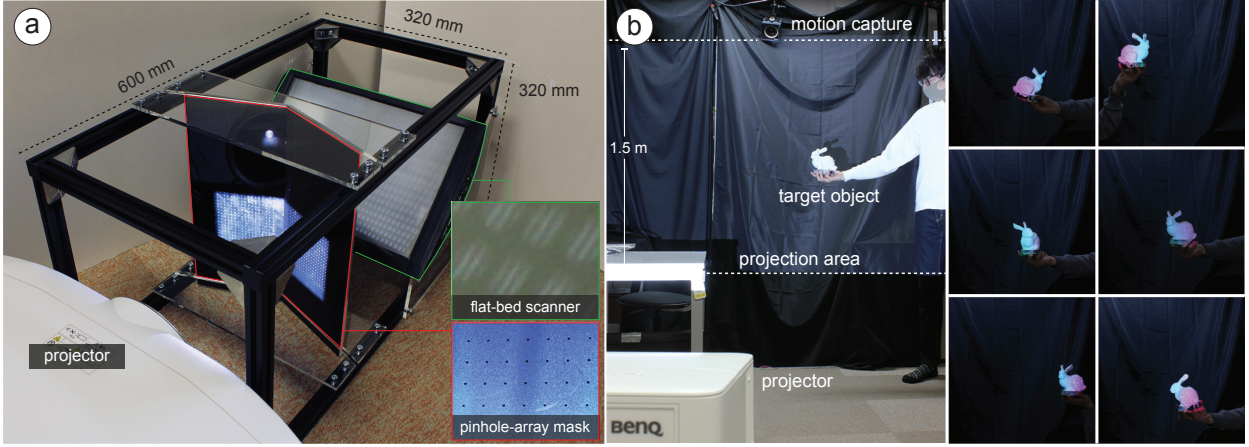 a
600 mm
320 mm
320 mm
projector
flat-bed scanner
pinhole-array mask
b
motion capture
1.5 m
target object
projection area
projector
BENQ